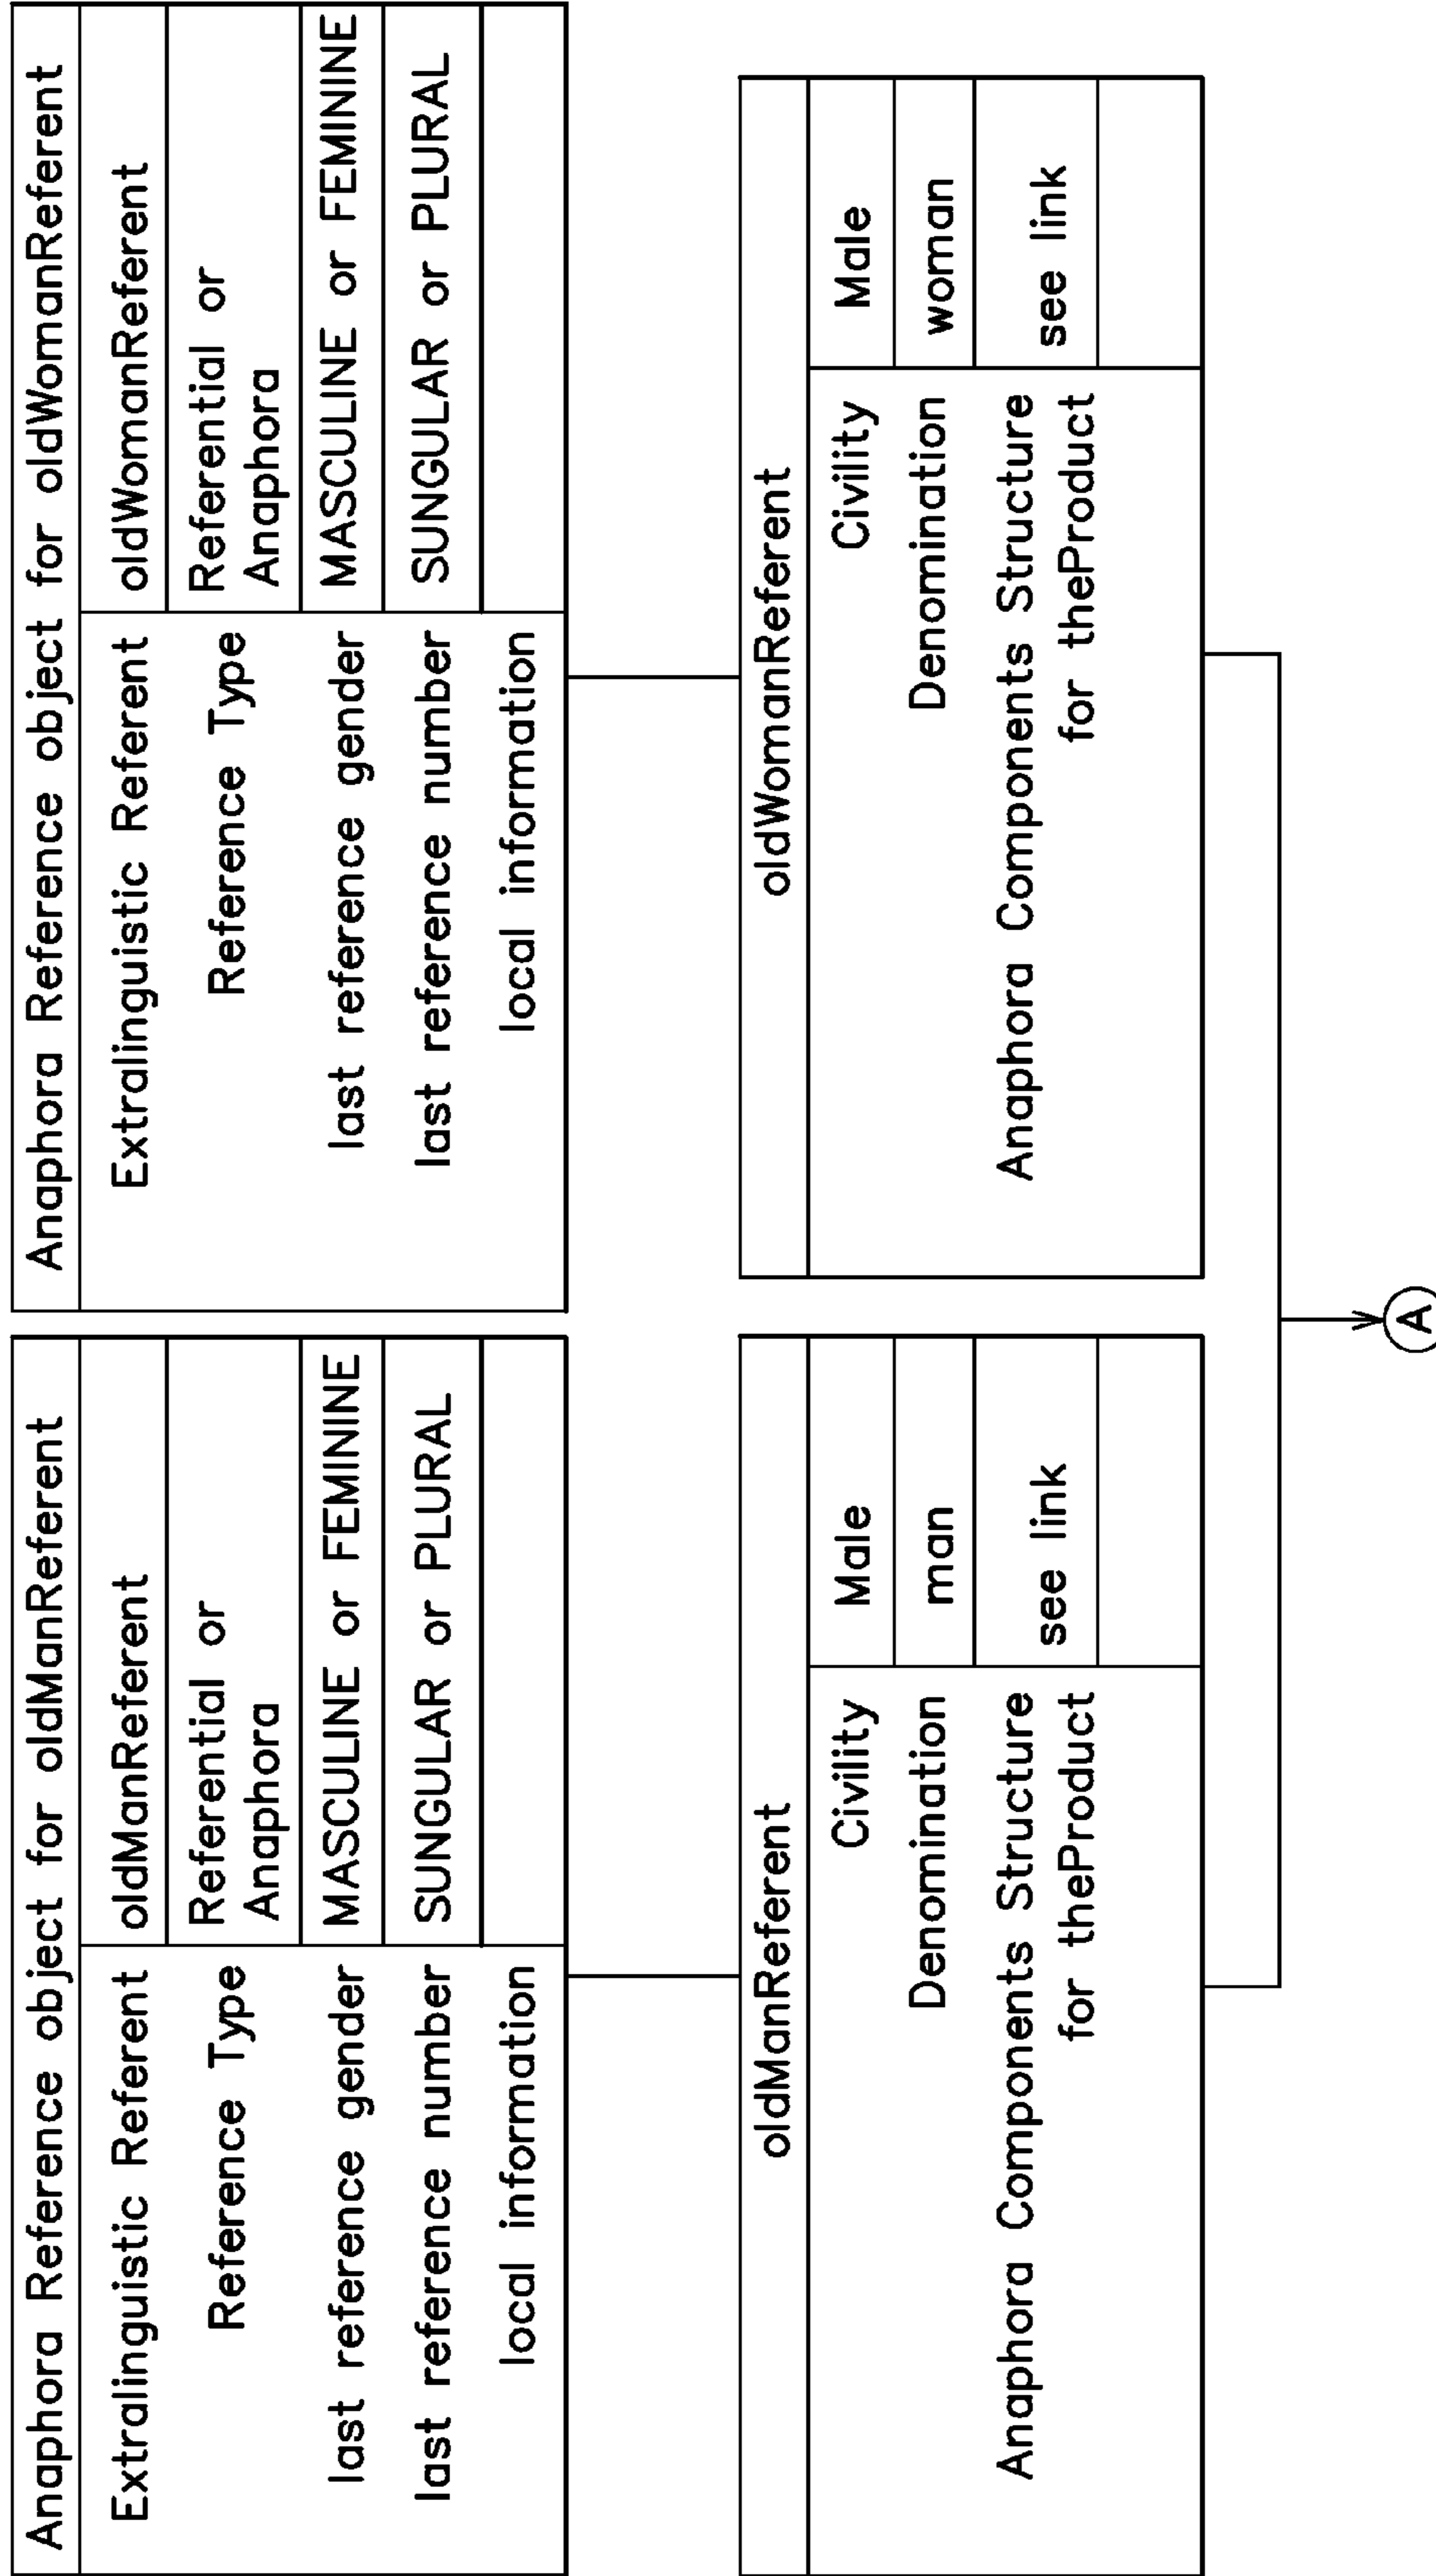 Anaphora Reference object for oldManReferent
Extralinguistic Referent oldManReferent
Reference Type Referential or
Anaphora
last reference gender MASCULINE or FEMININE
last reference number SUNGULAR or PLURAL
local information
Anaphora Reference object for oldWomanReferent
Extralinguistic Referent oldWomanReferent
Reference Type Referential or
Anaphora
last reference gender MASCULINE or FEMININE
last reference number SUNGULAR or PLURAL
local information
oldManReferent
Civility Male
Denomination man
Anaphora Components Structure
for theProduct see link
oldWomanReferent
Civility Male
Denomination woman
Anaphora Components Structure
for theProduct see link
A